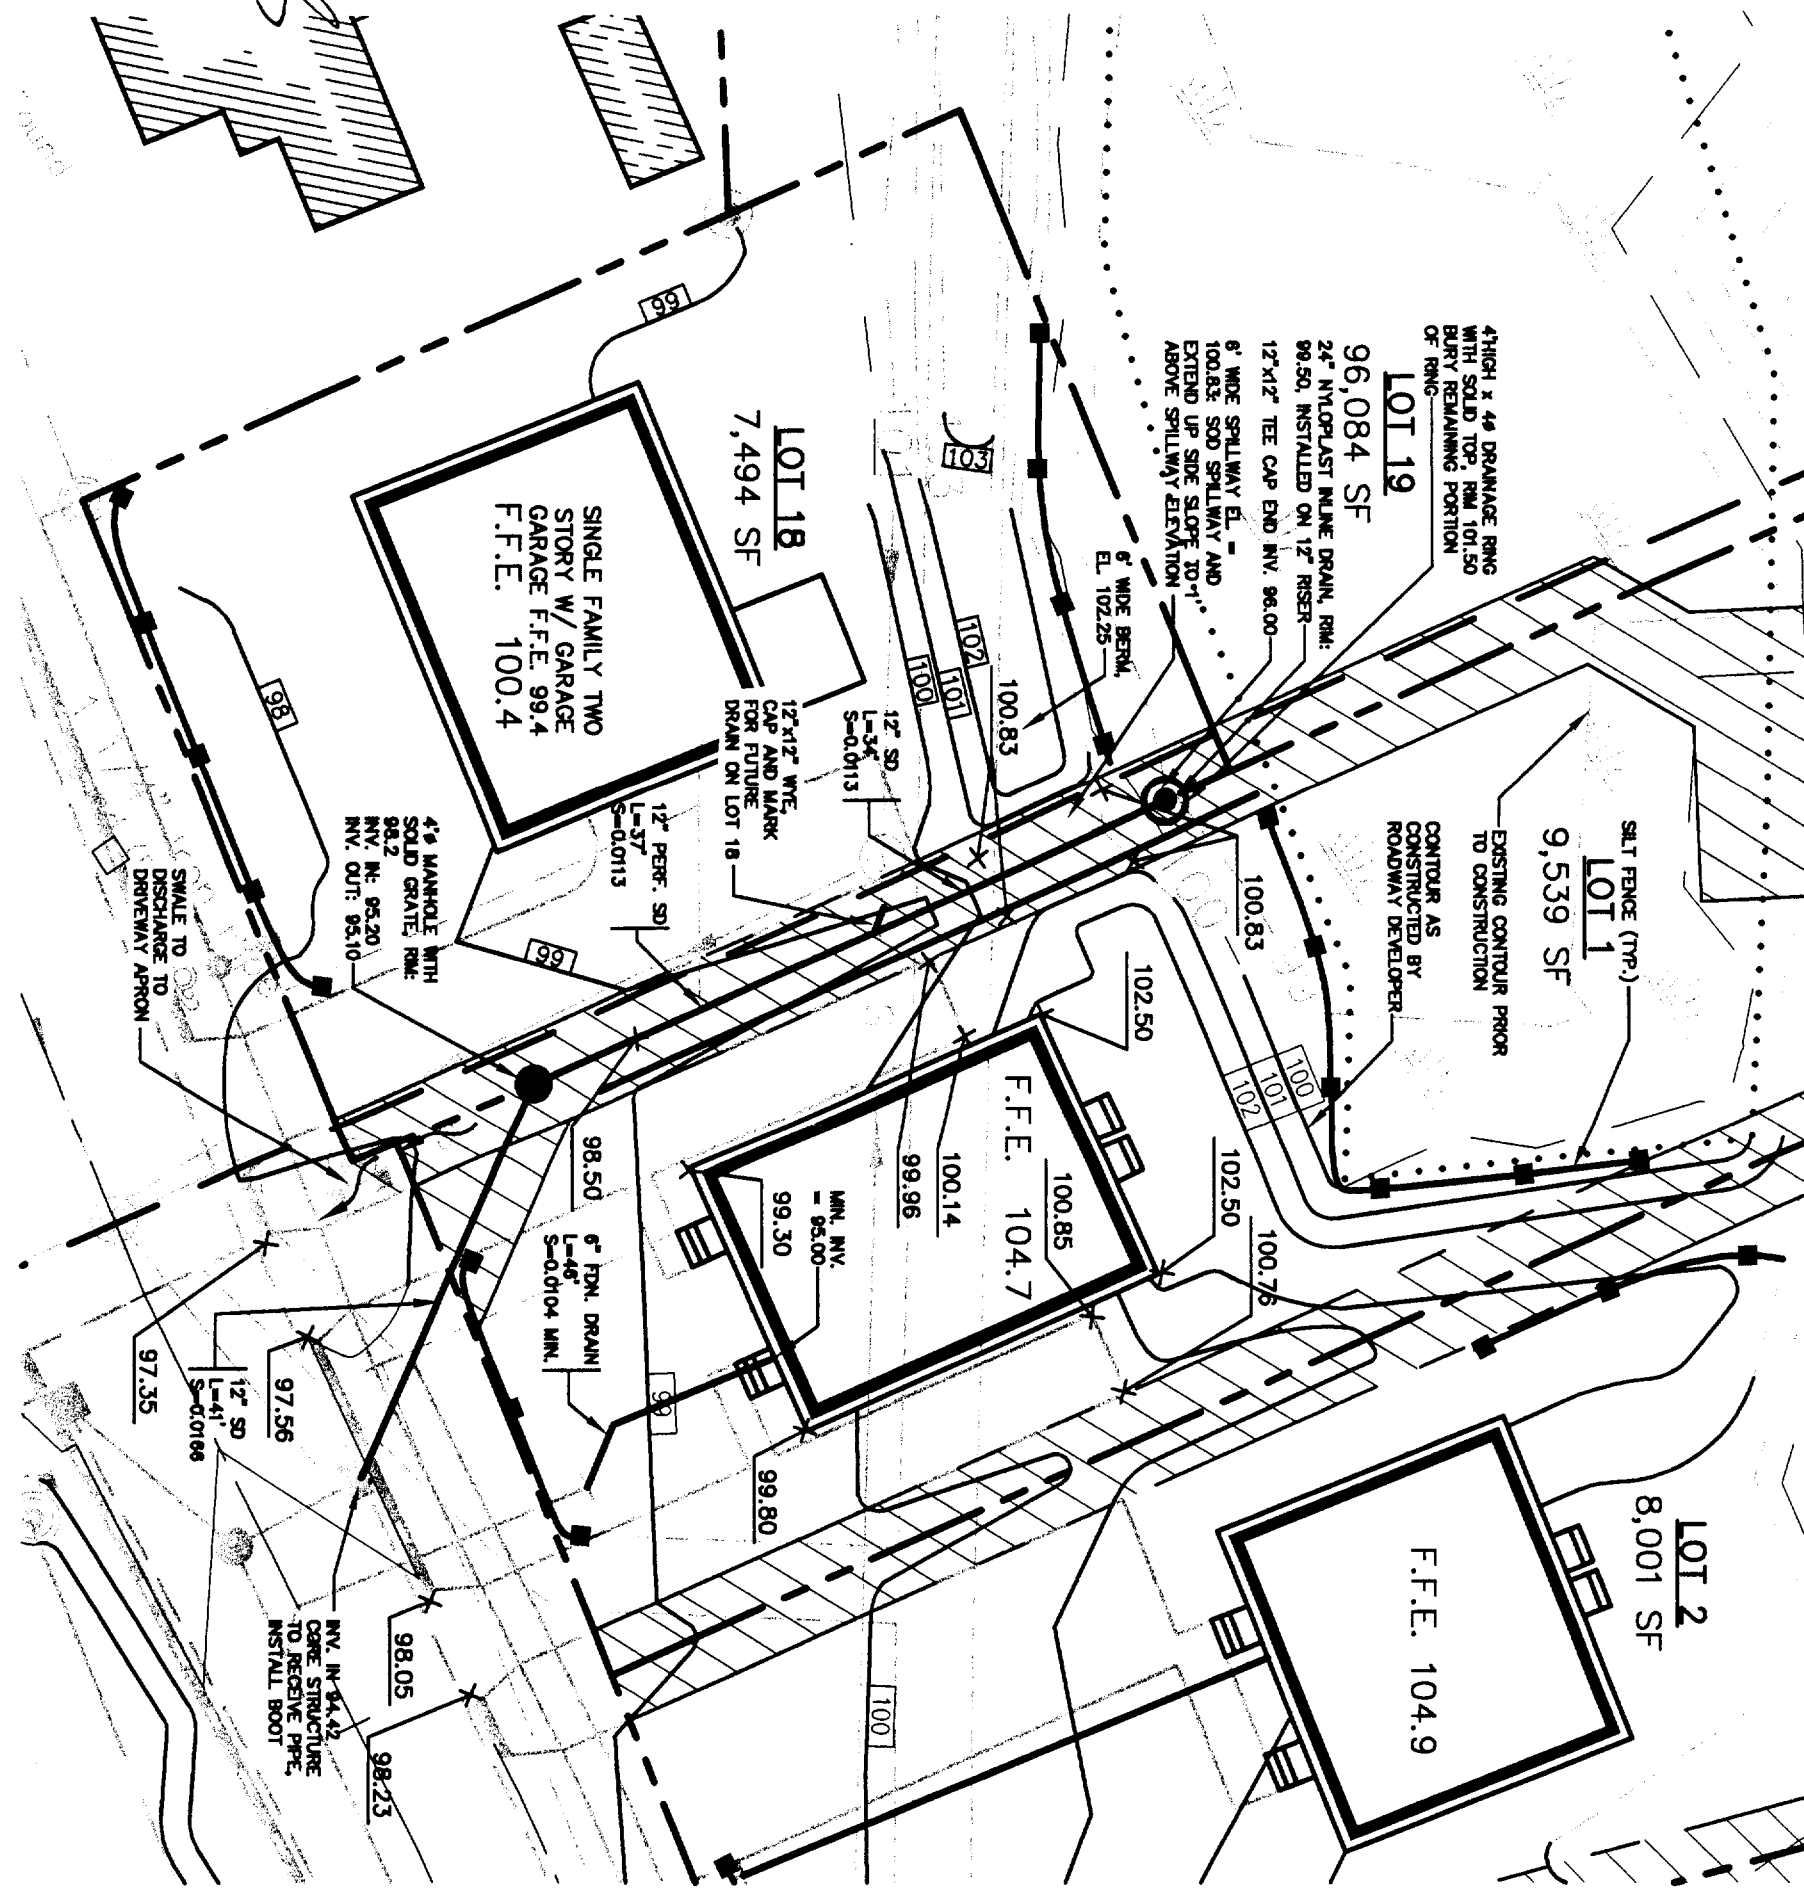 4'HIGH x 4ø DRAINAGE RING
WITH SOLID TOP, RIM 101.50
BURY REMAINING PORTION
OF RING
LOT 19
96,084 SF
24" NYLOPLAST INLINE DRAIN, RIM:
99.50, INSTALLED ON 12" RISER
12"x12" TEE CAP END INV. 96.00
6' WIDE SPILLWAY EL =
100.83: SOD SPILLWAY AND
EXTEND UP SIDE SLOPE TO 1'
ABOVE SPILLWAY ELEVATION
6' WIDE BERM,
EL 102.25
SILT FENCE (TYP.)
LOT 1
9,539 SF
EXISTING CONTOUR PRIOR
TO CONSTRUCTION
CONTOUR AS
CONSTRUCTED BY
ROADWAY DEVELOPER
100
101
102
LOT 2
8,001 SF
F.F.E. 104.9
103
102
101
100
100.83
100.83
102.50
102.50
100.76
F.F.E. 104.7
100.85
100.14
99.96
LOT 18
7,494 SF
SINGLE FAMILY TWO
STORY W/ GARAGE
GARAGE F.F.E. 99.4
F.F.E. 100.4
99
98
99
99
100
12" SD
L=34'
S=0.0113
12"x12" WYE,
CAP AND MARK
FOR FUTURE
DRAIN ON LOT 18
12" PERF. SD
L=37'
S=0.0113
4'ø MANHOLE WITH
SOLID GRATE, RIM:
98.2
INV. IN: 95.20
INV. OUT: 95.10
SWALE TO
DISCHARGE TO
DRIVEWAY APRON
MIN. INV.
= 95.00
99.30
98.50
6" FDN. DRAIN
L=46'
S=0.0104 MIN.
99.80
97.56
12" SD
L=41'
S=0.0166
97.35
98.05
98.23
INV. IN 94.42
CORE STRUCTURE
TO RECEIVE PIPE,
INSTALL BOOT